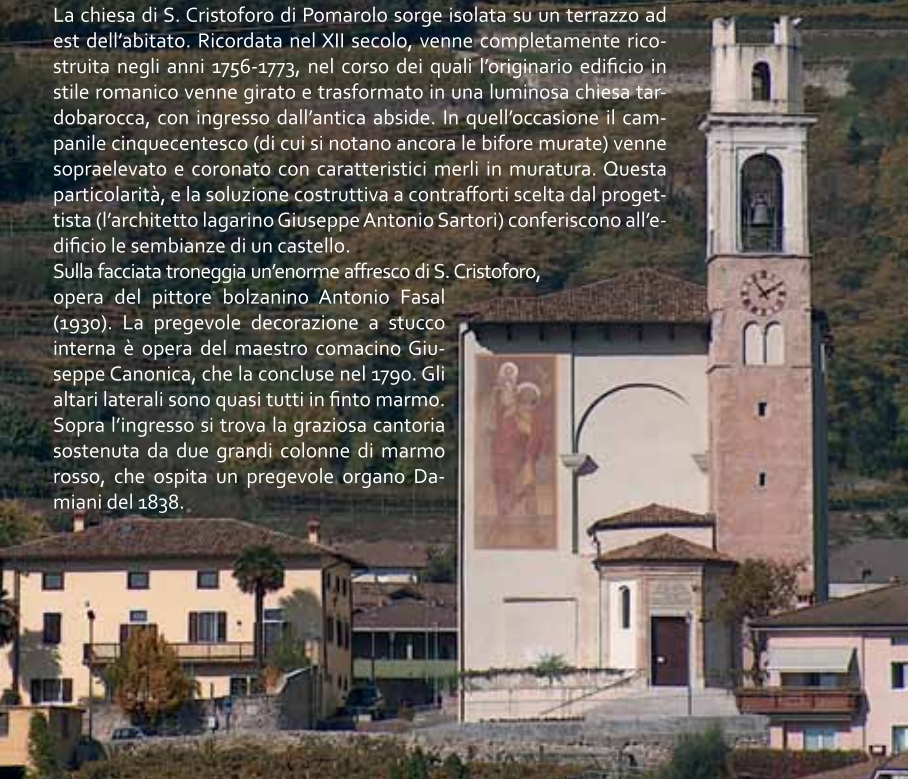 La chiesa di S. Cristoforo di Pomarolo sorge isolata su un terrazzo ad
est dell'abitato. Ricordata nel XII secolo, venne completamente rico-
struita negli anni 1756-1773, nel corso dei quali l'originario edificio in
stile romanico venne girato e trasformato in una luminosa chiesa tar-
dobarocca, con ingresso dall'antica abside. In quell'occasione il cam-
panile cinquecentesco (di cui si notano ancora le bifore murate) venne
sopraelevato e coronato con caratteristici merli in muratura. Questa
particolarità, e la soluzione costruttiva a contrafforti scelta dal proget-
tista (l'architetto lagarino Giuseppe Antonio Sartori) conferiscono all'e-
dificio le sembianze di un castello.
Sulla facciata troneggia un'enorme affresco di S. Cristoforo,
opera del pittore bolzanino Antonio Fasal
(1930). La pregevole decorazione a stucco
interna è opera del maestro comacino Giu-
seppe Canonica, che la concluse nel 1790. Gli
altari laterali sono quasi tutti in finto marmo.
Sopra l'ingresso si trova la graziosa cantoria
sostenuta da due grandi colonne di marmo
rosso, che ospita un pregevole organo Da-
miani del 1838.